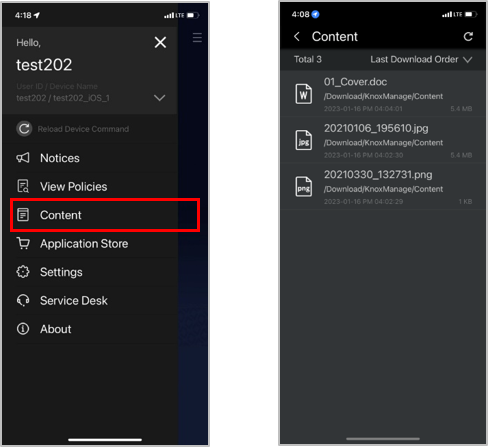 4:18 LTE
Hello,
test202
User ID / Device Name
test202 / test202_iOS_1
Reload Device Command
Notices
View Policies
Content
Application Store
Settings
Service Desk
About
4:08 LTE
Content
Total 3 Last Download Order
W
01_Cover.doc
/Download/KnoxManage/Content
2023-01-16 PM 04:04:01 5.4 MB
jpg
20210106_195610.jpg
/Download/KnoxManage/Content
2023-01-16 PM 04:02:30 5.4 MB
png
20210330_132731.png
/Download/KnoxManage/Content
2023-01-16 PM 04:02:29 1 KB